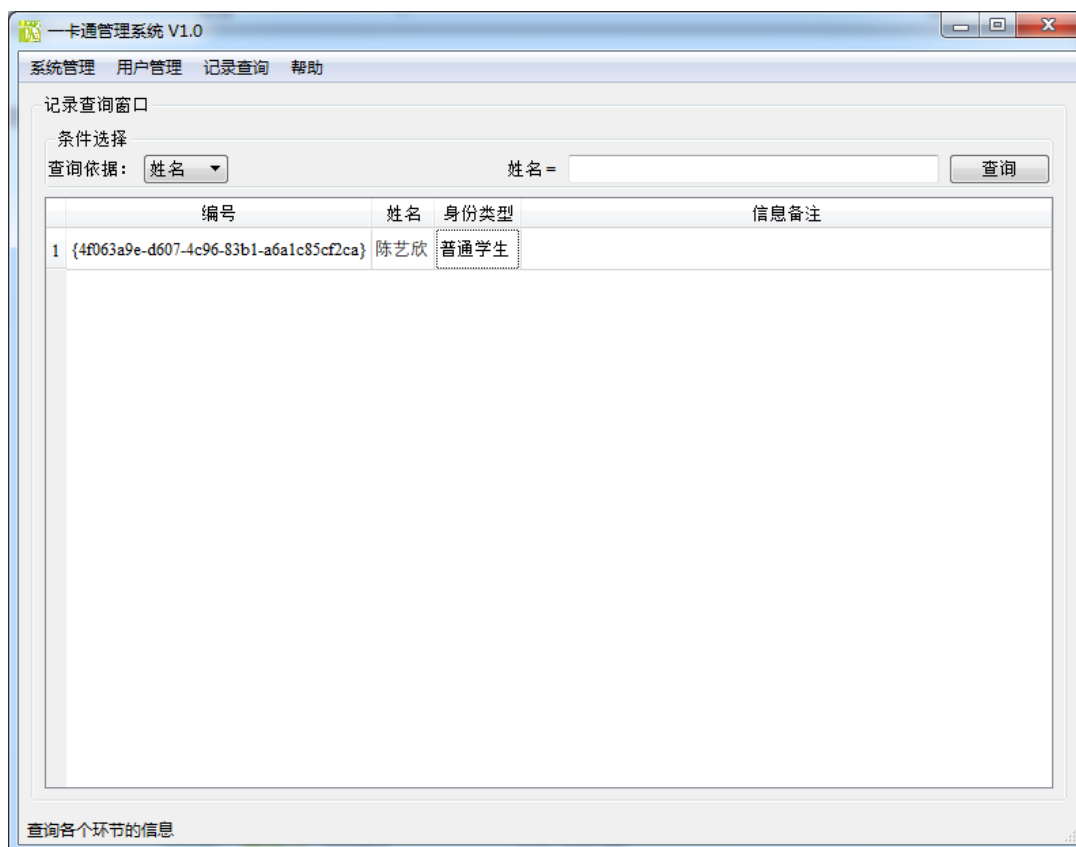 一卡通管理系统 V1.0
系统管理 用户管理 记录查询 帮助
记录查询窗口
条件选择
查询依据： 姓名 姓名 = 查询
编号 姓名 身份类型 信息备注
1 {4f063a9e-d607-4c96-83b1-a6a1c85cf2ca} 陈艺欣 普通学生
查询各个环节的信息